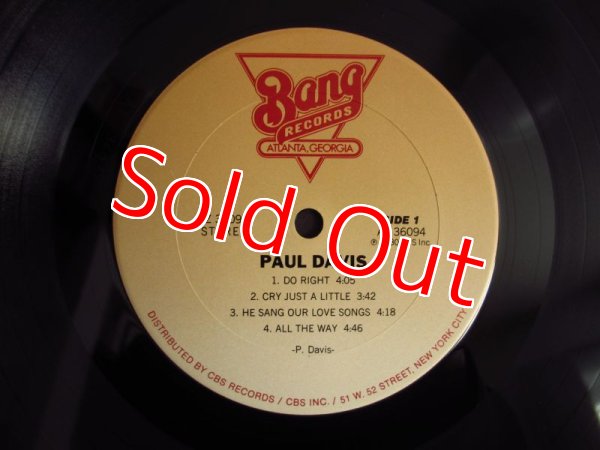 Bang
RECORDS
ATLANTA, GEORGIA
Sold Out
STEREO
SIDE 1
36094
PAUL DAVIS
1. DO RIGHT 4:05
2. CRY JUST A LITTLE 3:42
3. HE SANG OUR LOVE SONGS 4:18
4. ALL THE WAY 4:46
-P. Davis-
DISTRIBUTED BY CBS RECORDS / CBS INC. / 51 W. 52 STREET, NEW YORK CITY